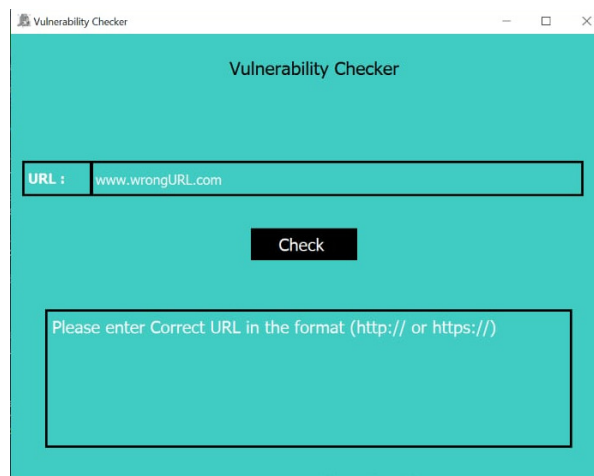 Vulnerability Checker
Vulnerability Checker
URL : www.wrongURL.com
Check
Please enter Correct URL in the format (http:// or https://)